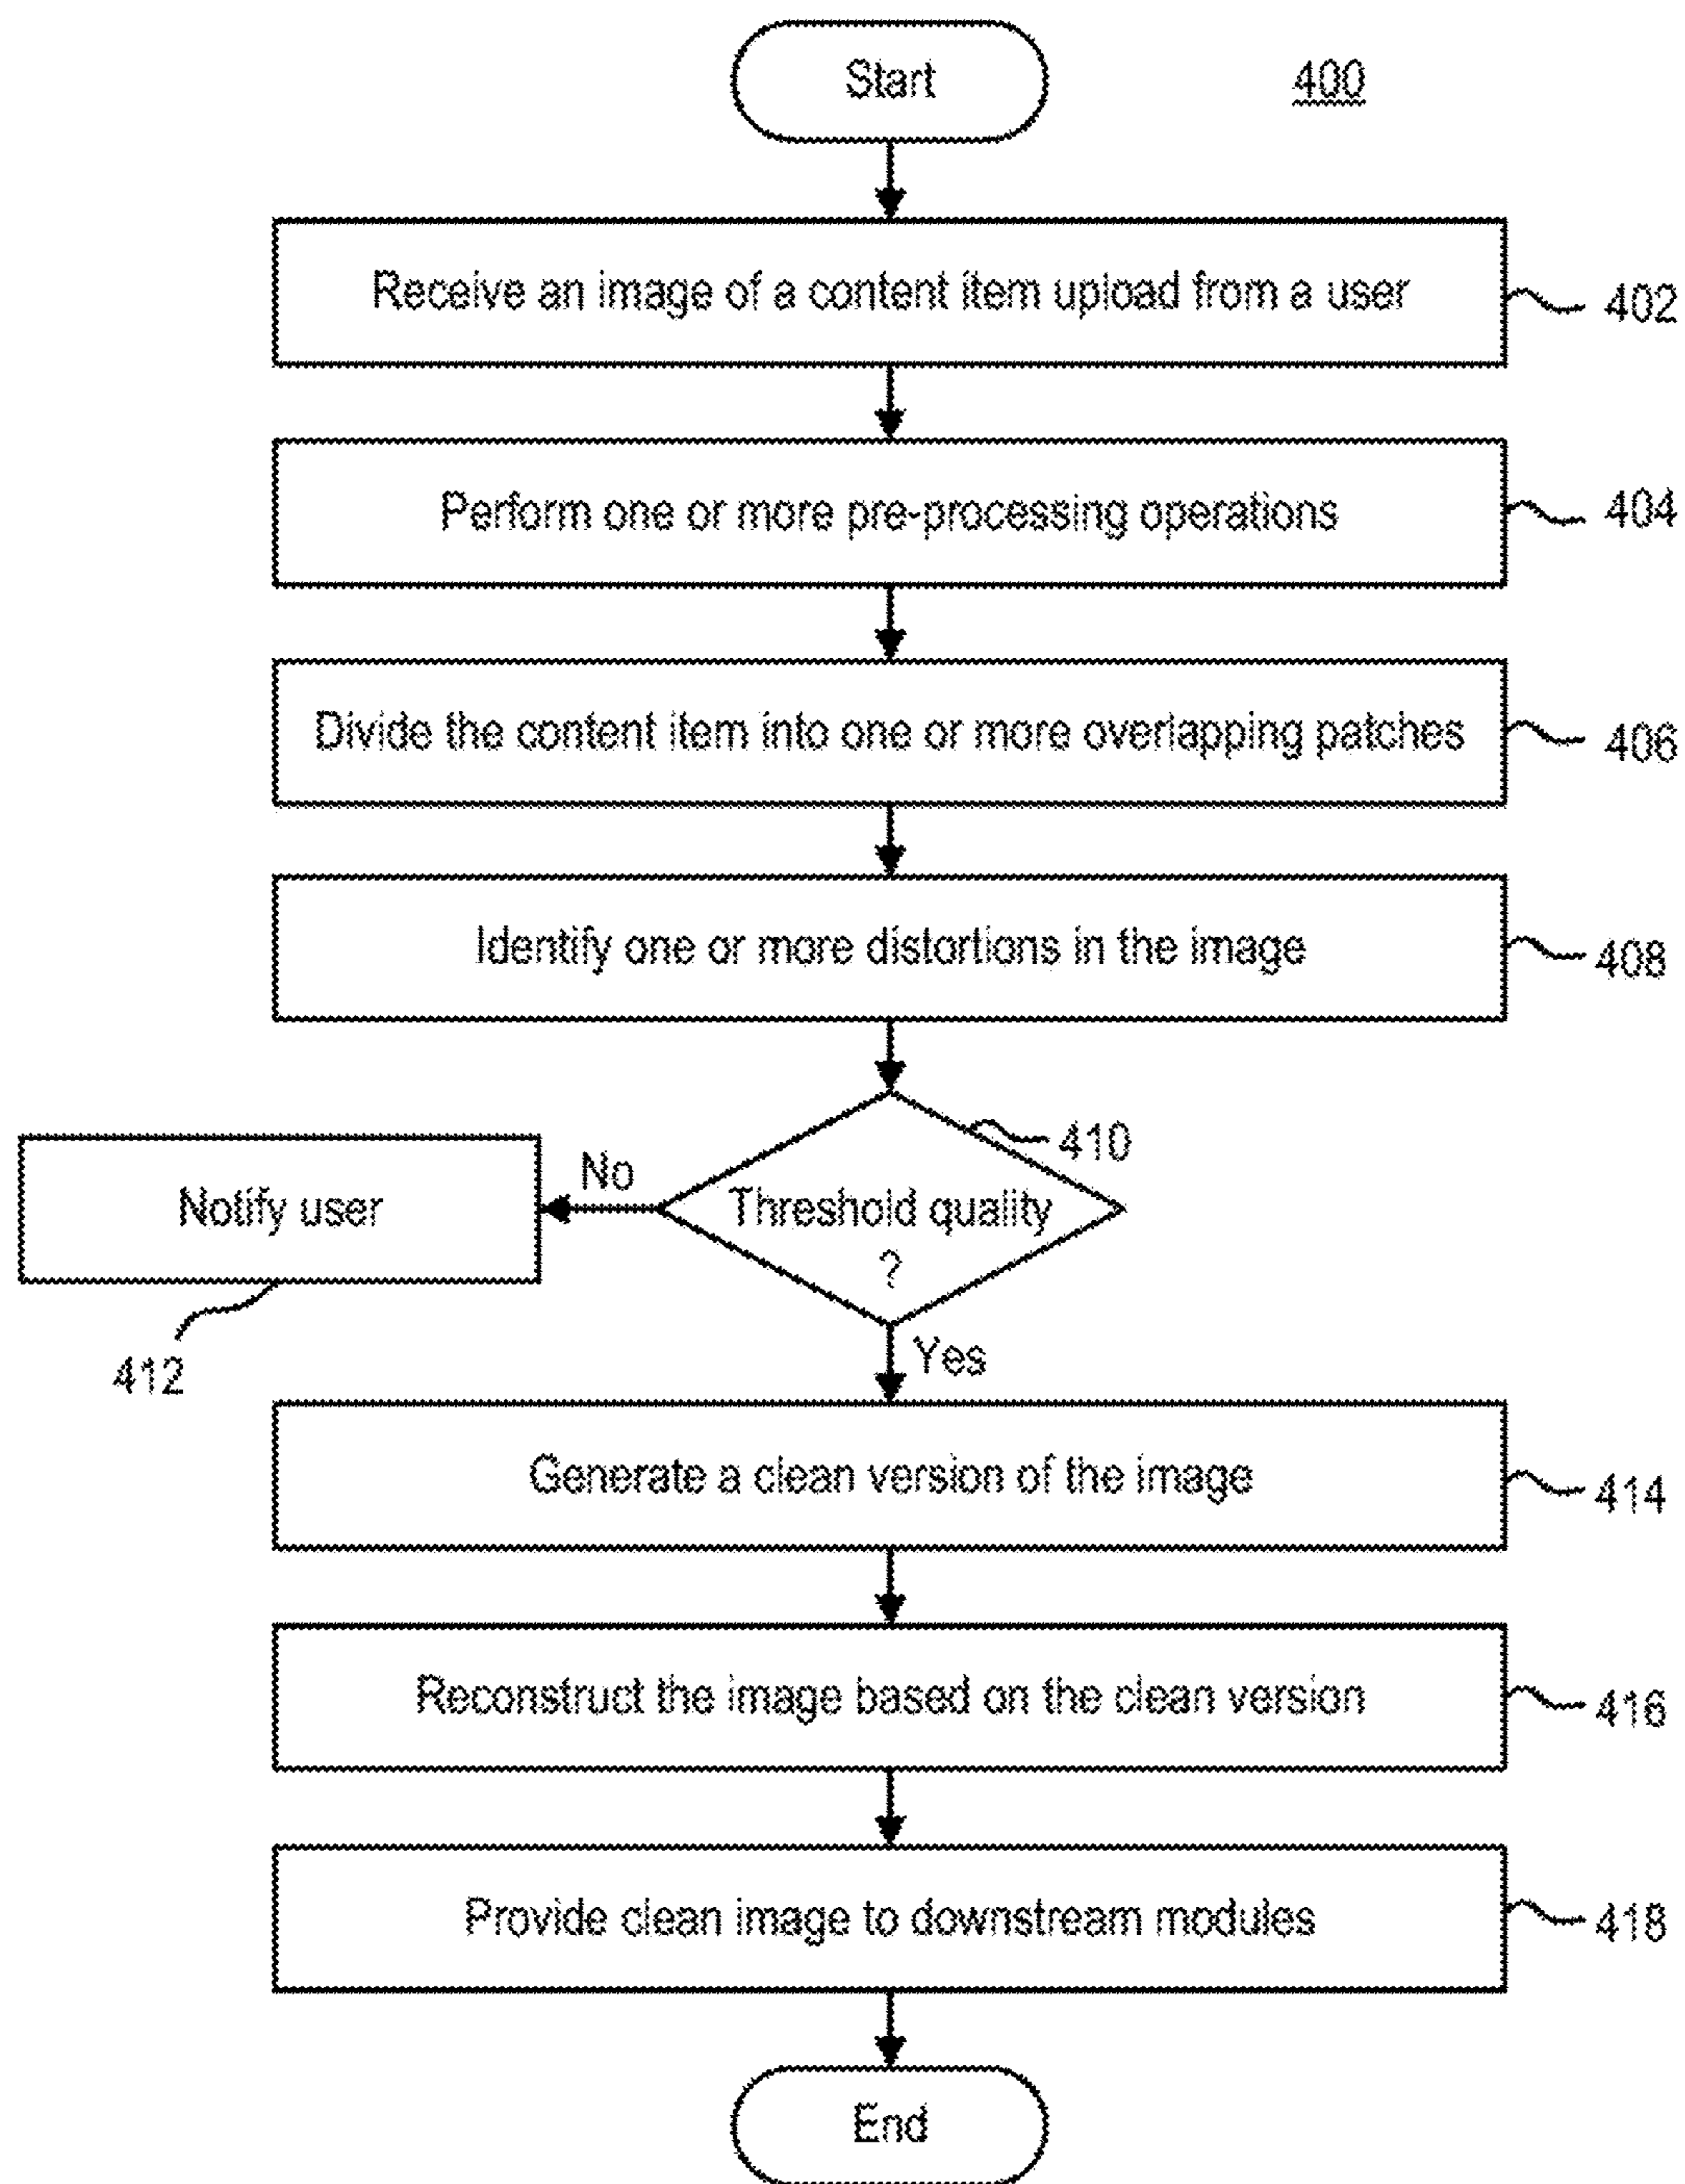 Start
400
Receive an image of a content item upload from a user
402
Perform one or more pre-processing operations
404
Divide the content item into one or more overlapping patches
406
Identify one or more distortions in the image
408
410
Threshold quality
?
No
Notify user
412
Yes
Generate a clean version of the image
414
Reconstruct the image based on the clean version
416
Provide clean image to downstream modules
418
End